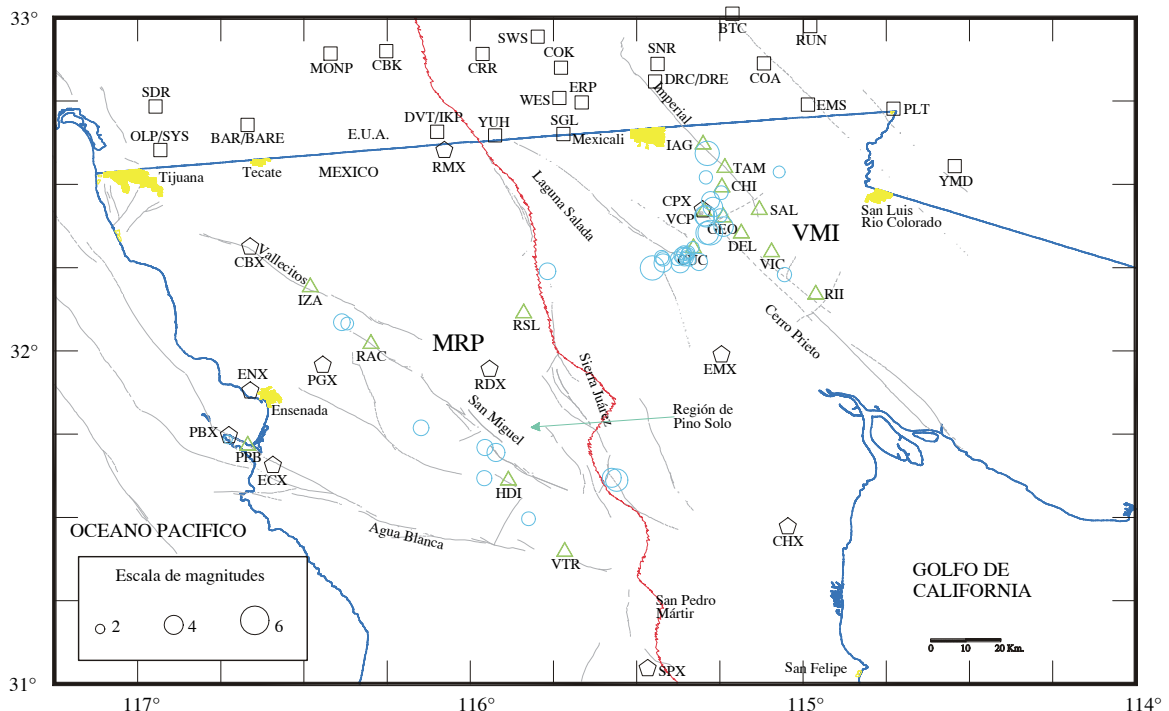 33°
BTC
RUN
SWS
MONP
CBK
CRR
COK
SNR
DRC/DRE
COA
SDR
WES
ERP
Imperial
EMS
PLT
OLP/SYS
BAR/BARE
E.U.A.
DVT/IKP
YUH
SGL
Mexicali
IAG
Tijuana
Tecate
MEXICO
RMX
TAM
YMD
Laguna Salada
CHI
CPX
VCP
SAL
San Luis
Rio Colorado
GEO
VMI
DEL
CBX
Vallecitos
CUC
VIC
IZA
RII
RSL
Cerro Prieto
32°
RAC
MRP
Sierra Juárez
ENX
PGX
RDX
EMX
Ensenada
San Miguel
Región de
Pino Solo
PBX
PPB
ECX
HDI
OCEANO PACIFICO
Agua Blanca
CHX
VTR
Escala de magnitudes
2
4
6
GOLFO DE
CALIFORNIA
San Pedro
Mártir
0 10 20 Km.
SPX
San Felipe
31°
117°
116°
115°
114°